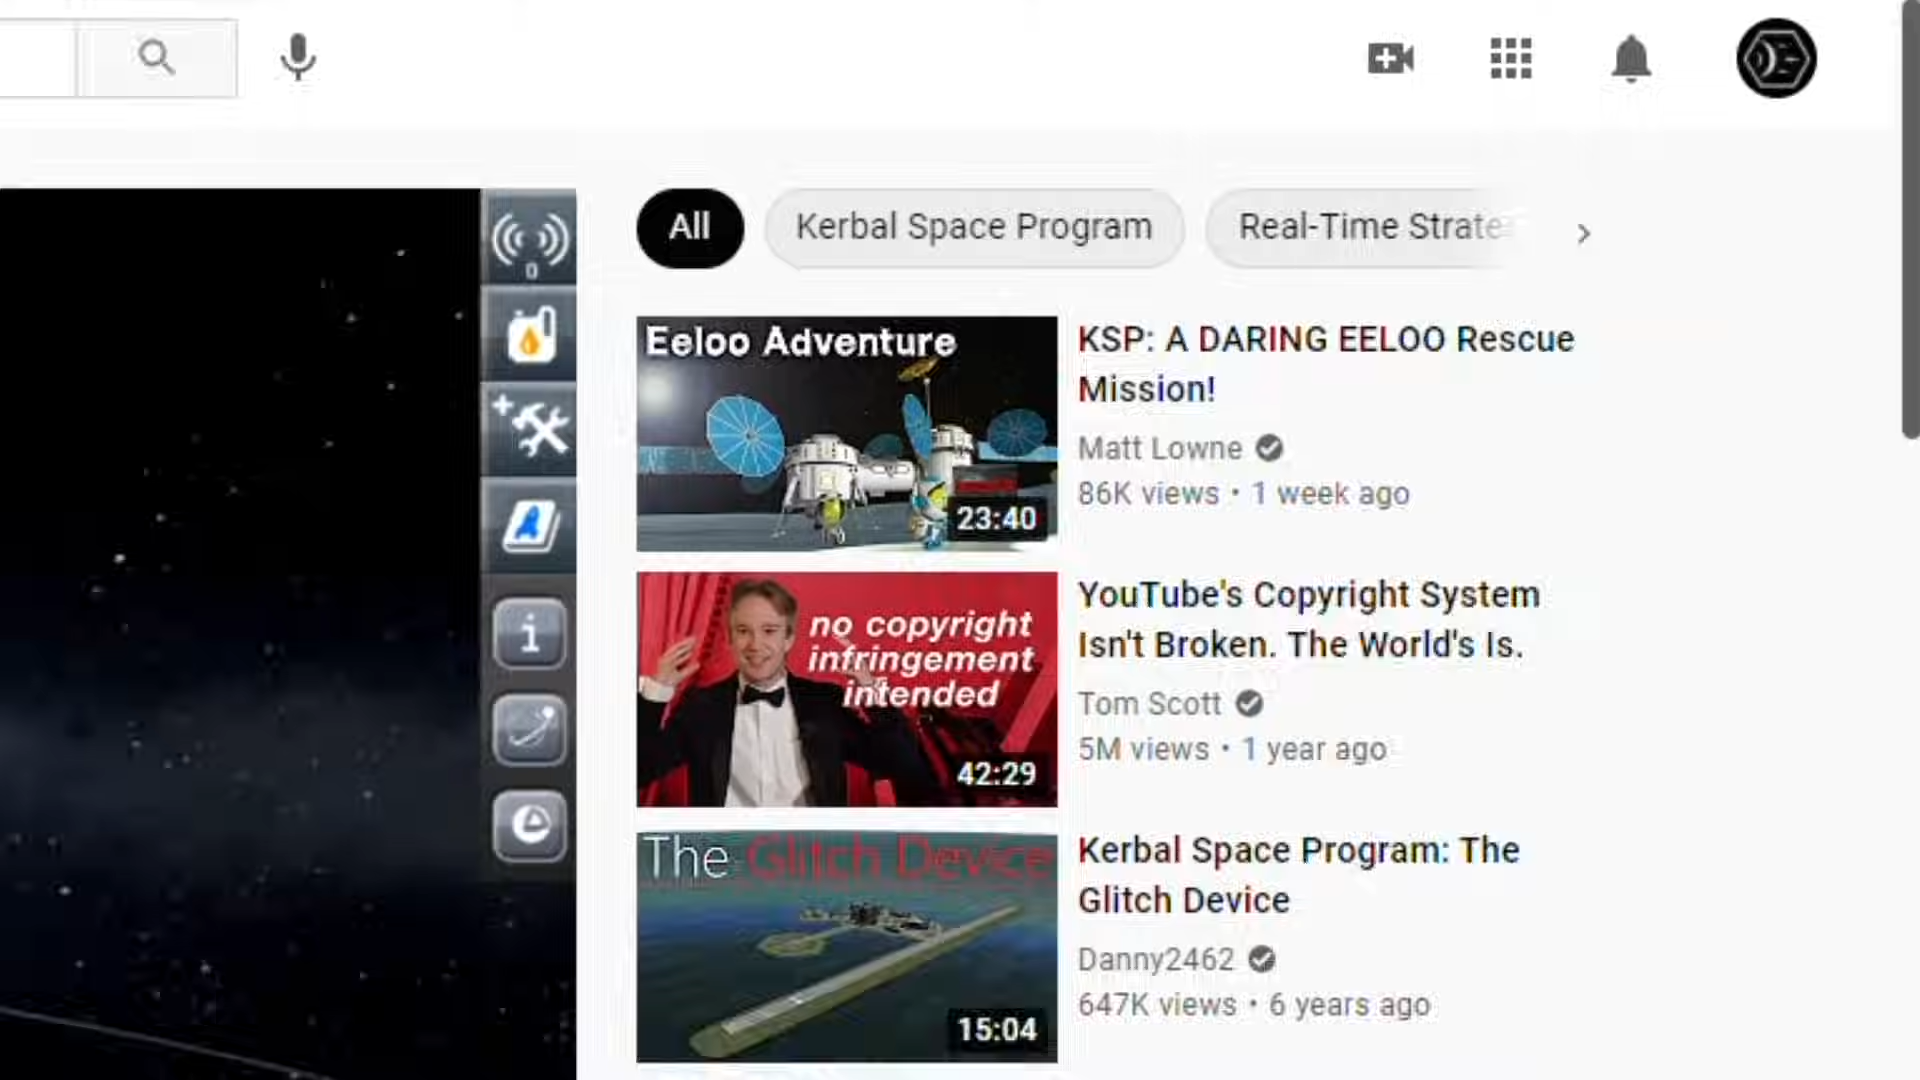 All
Kerbal Space Program
Real-Time Strate
0
Eeloo Adventure
23:40
KSP: A DARING EELOO Rescue
Mission!
Matt Lowne
86K views • 1 week ago
no copyright
infringement
intended
42:29
YouTube's Copyright System
Isn't Broken. The World's Is.
Tom Scott
5M views • 1 year ago
The Glitch Device
15:04
Kerbal Space Program: The
Glitch Device
Danny2462
647K views • 6 years ago